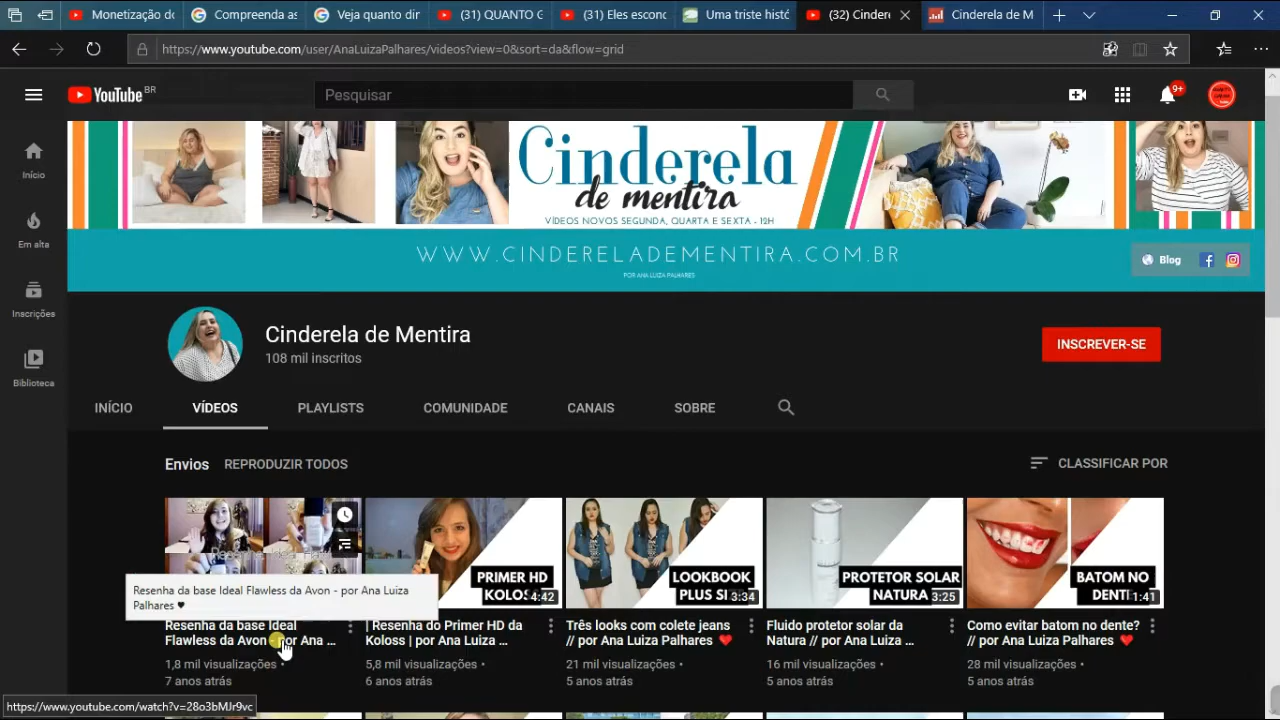 Monetização do
Compreenda as
Veja quanto din
(31) QUANTO G
(31) Eles escond
Uma triste histó
(32) Cindere
Cinderela de M
https://www.youtube.com/user/AnaLuizaPalhares/videos?view=0&sort=da&flow=grid
YouTube BR
Pesquisar
9+
Início
Em alta
Inscrições
Biblioteca
Cinderela
de mentira
VÍDEOS NOVOS SEGUNDA, QUARTA E SEXTA - 12H
WWW.CINDERELADEMENTIRA.COM.BR
POR ANA LUIZA PALHARES
Blog
Cinderela de Mentira
108 mil inscritos
INSCREVER-SE
INÍCIO
VÍDEOS
PLAYLISTS
COMUNIDADE
CANAIS
SOBRE
Envios
REPRODUZIR TODOS
CLASSIFICAR POR
Resenha da base Ideal Flawless da Avon - por Ana Luiza
Palhares ♥
Resenha da base Ideal
Flawless da Avon - por Ana ...
1,8 mil visualizações •
7 anos atrás
PRIMER HD
KOLOS
4:42
| Resenha do Primer HD da
Koloss | por Ana Luiza ...
5,8 mil visualizações •
6 anos atrás
LOOKBOOK
PLUS SI
3:34
Três looks com colete jeans
// por Ana Luiza Palhares ❤
21 mil visualizações •
5 anos atrás
PROTETOR SOLAR
NATURA
3:25
Fluido protetor solar da
Natura // por Ana Luiza ...
16 mil visualizações •
5 anos atrás
BATOM NO
DENT
1:41
Como evitar batom no dente?
// por Ana Luiza Palhares ❤
28 mil visualizações •
5 anos atrás
https://www.youtube.com/watch?v=28o3bMJr9vc